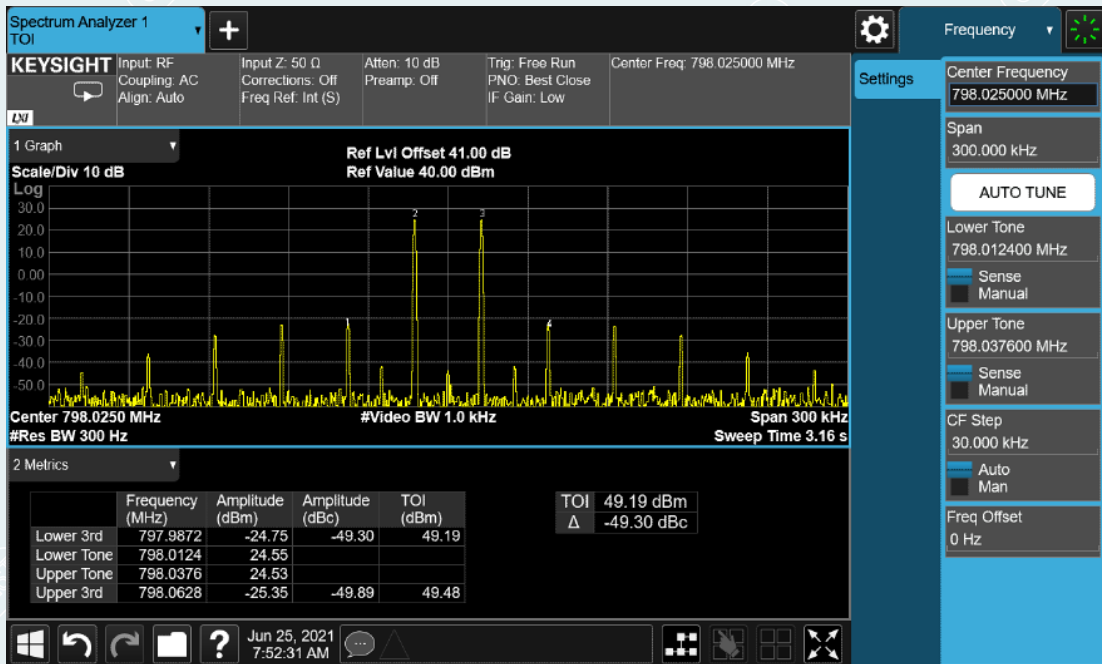 Spectrum Analyzer 1
TOI
+
Frequency
KEYSIGHT
Input: RF
Coupling: AC
Align: Auto
Input Z: 50 Ω
Corrections: Off
Freq Ref: Int (S)
Atten: 10 dB
Preamp: Off
Trig: Free Run
PNO: Best Close
IF Gain: Low
Center Freq: 798.025000 MHz
LXI
Settings
Center Frequency
798.025000 MHz
Span
300.000 kHz
AUTO TUNE
Lower Tone
798.012400 MHz
Sense
Manual
Upper Tone
798.037600 MHz
Sense
Manual
CF Step
30.000 kHz
Auto
Man
Freq Offset
0 Hz
1 Graph
Scale/Div 10 dB
Ref Lvl Offset 41.00 dB
Ref Value 40.00 dBm
Log
30.0
20.0
10.0
0.00
-10.0
-20.0
-30.0
-40.0
-50.0
1
2
3
4
Center 798.0250 MHz #Video BW 1.0 kHz Span 300 kHz
#Res BW 300 Hz Sweep Time 3.16 s
2 Metrics
Frequency (MHz) Amplitude (dBm) Amplitude (dBc) TOI (dBm)
Lower 3rd 797.9872 -24.75 -49.30 49.19
Lower Tone 798.0124 24.55
Upper Tone 798.0376 24.53
Upper 3rd 798.0628 -25.35 -49.89 49.48
TOI 49.19 dBm
Δ -49.30 dBc
?
Jun 25, 2021
7:52:31 AM